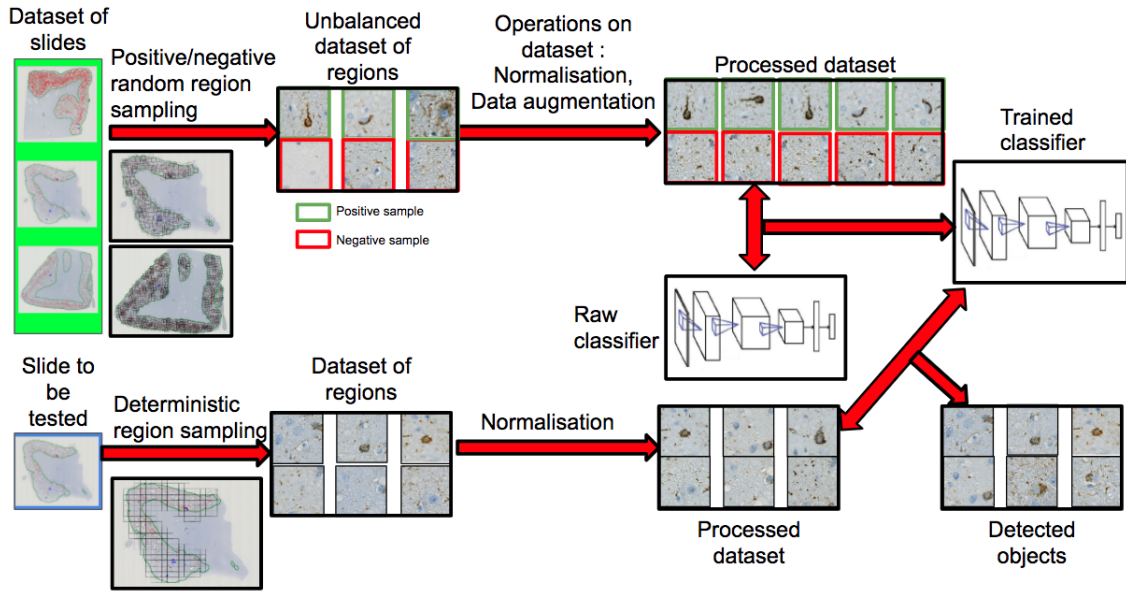 Dataset of
slides
Positive/negative
random region
sampling
Unbalanced
dataset of
regions
Operations on
dataset :
Normalisation,
Data augmentation
Processed dataset
Trained
classifier
Positive sample
Negative sample
Raw
classifier
Slide to
be
tested
Deterministic
region sampling
Dataset of
regions
Normalisation
Processed
dataset
Detected
objects